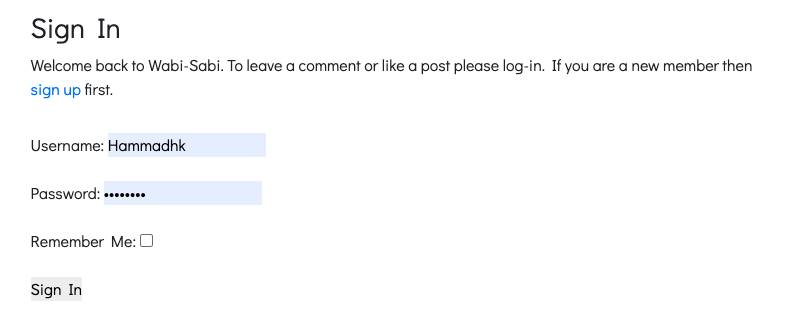 Sign In
Welcome back to Wabi-Sabi. To leave a comment or like a post please log-in. If you are a new member then
sign up first.
Username: Hammadhk
Password: ••••••••
Remember Me:
Sign In